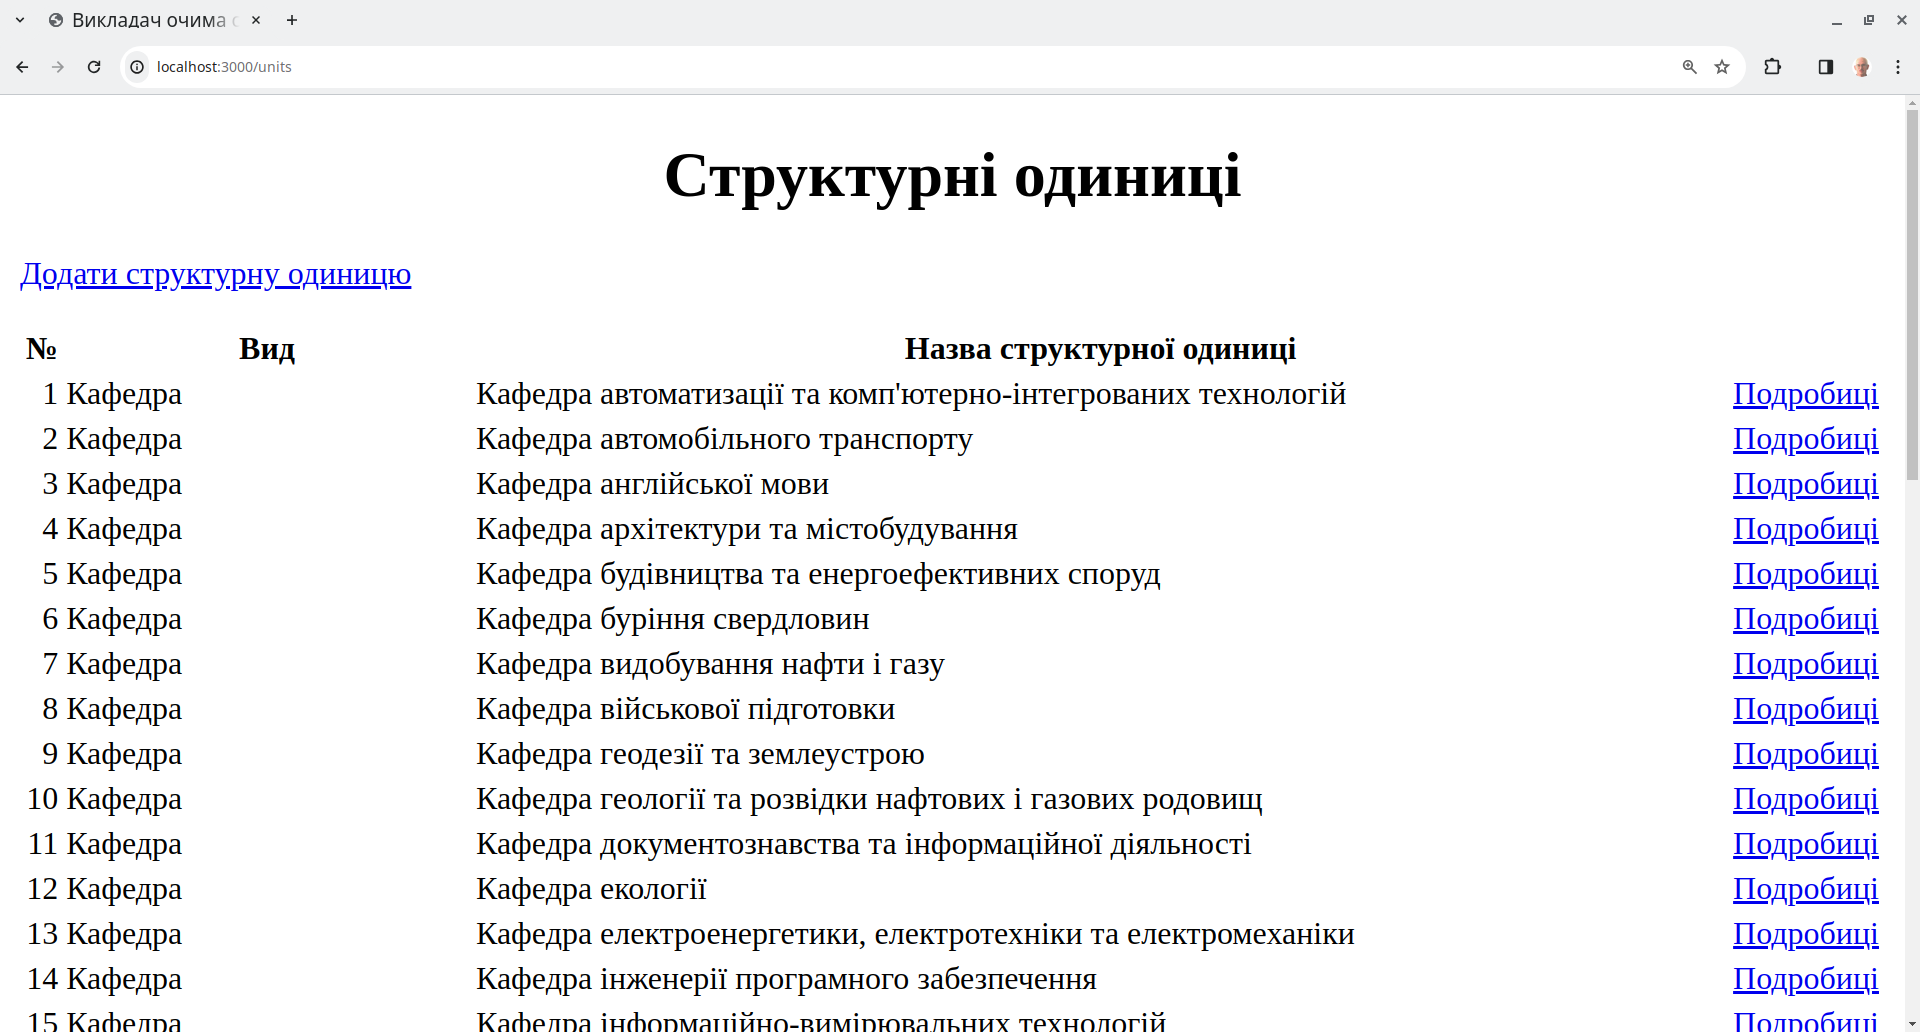 Викладач очима с
localhost:3000/units
Структурні одиниці
Додати структурну одиницю
№ Вид Назва структурної одиниці
1 Кафедра Кафедра автоматизації та комп'ютерно-інтегрованих технологій Подробиці
2 Кафедра Кафедра автомобільного транспорту Подробиці
3 Кафедра Кафедра англійської мови Подробиці
4 Кафедра Кафедра архітектури та містобудування Подробиці
5 Кафедра Кафедра будівництва та енергоефективних споруд Подробиці
6 Кафедра Кафедра буріння свердловин Подробиці
7 Кафедра Кафедра видобування нафти і газу Подробиці
8 Кафедра Кафедра військової підготовки Подробиці
9 Кафедра Кафедра геодезії та землеустрою Подробиці
10 Кафедра Кафедра геології та розвідки нафтових і газових родовищ Подробиці
11 Кафедра Кафедра документознавства та інформаційної діяльності Подробиці
12 Кафедра Кафедра екології Подробиці
13 Кафедра Кафедра електроенергетики, електротехніки та електромеханіки Подробиці
14 Кафедра Кафедра інженерії програмного забезпечення Подробиці
15 Кафедра Кафедра інформаційно-вимірювальних технологій Подробиці